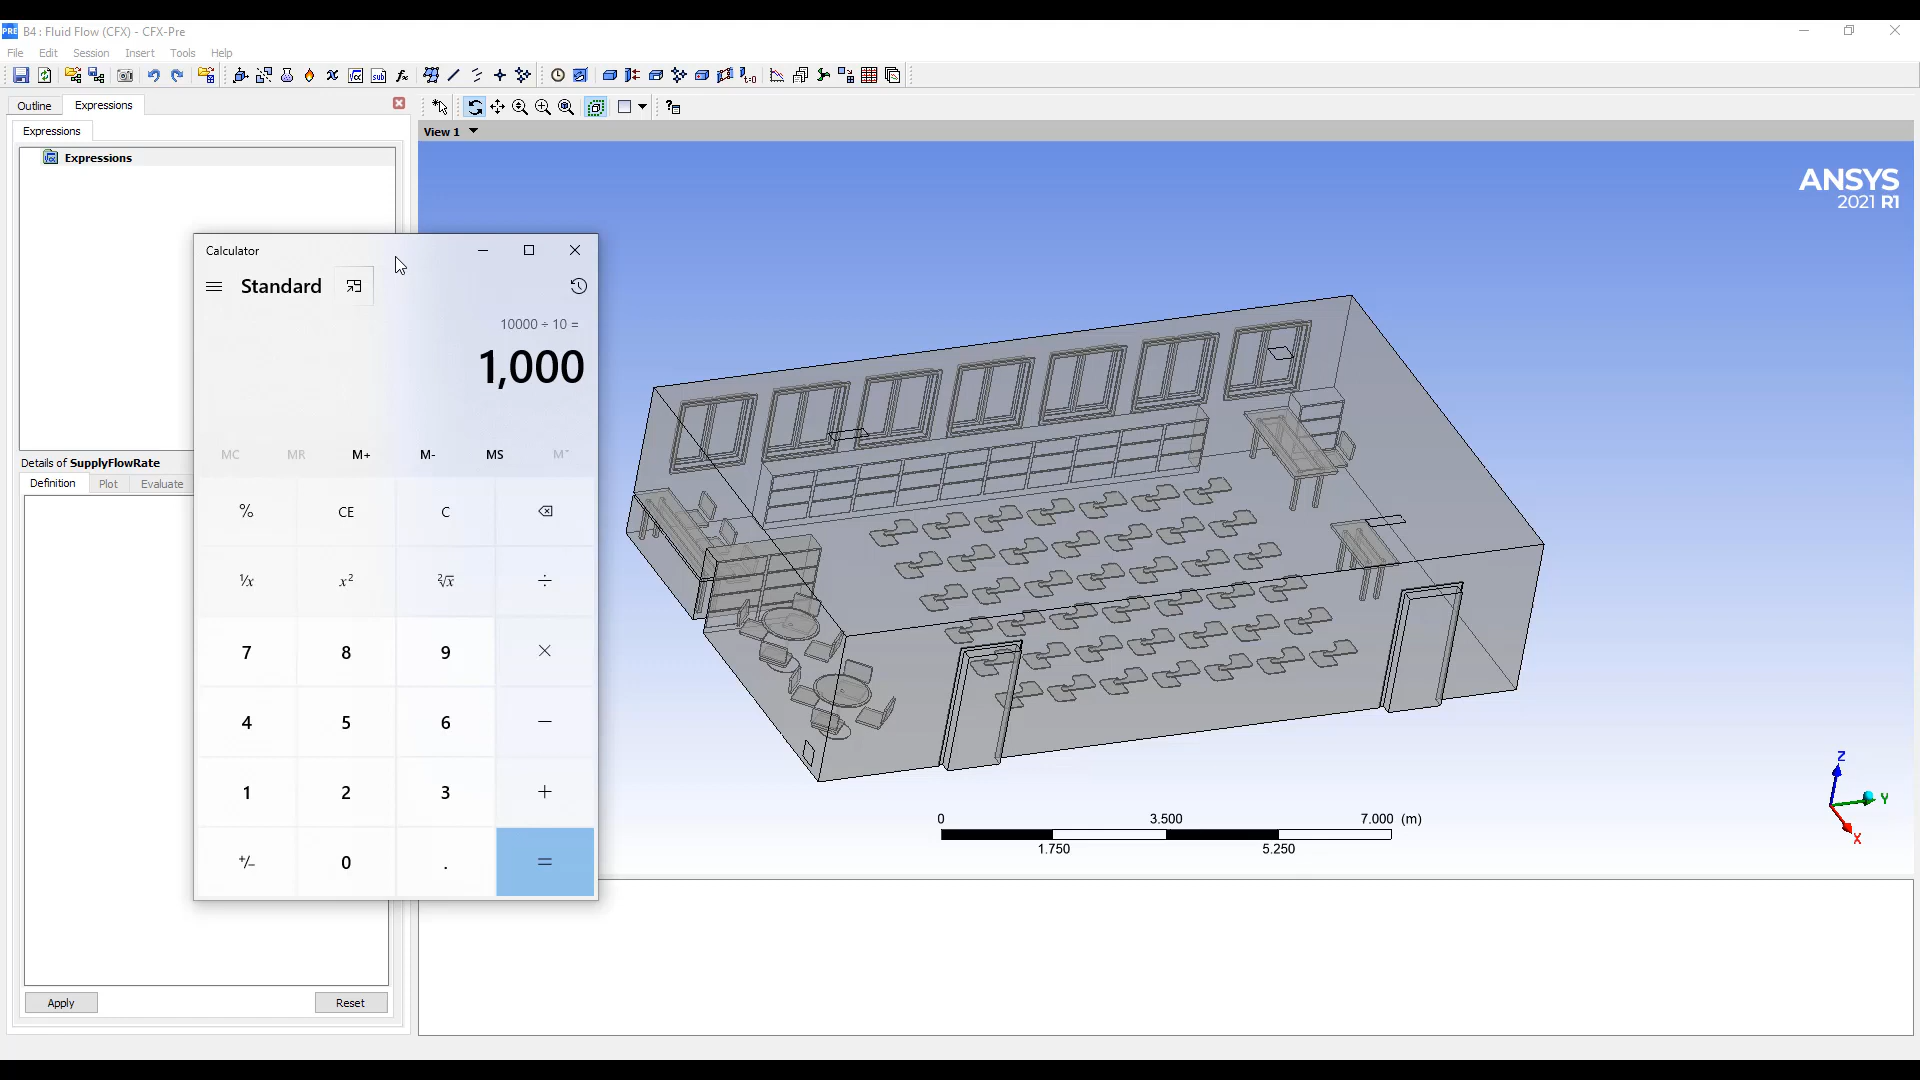 PRE B4 : Fluid Flow (CFX) - CFX-Pre
File Edit Session Insert Tools Help
Outline Expressions
Expressions
View 1
Expressions
ANSYS
2021 R1
Calculator
Standard
10000 ÷ 10 =
1,000
MC MR M+ M- MS M˅
Details of SupplyFlowRate
Definition Plot Evaluate
% CE C
¹/x x² ²√x ÷
7 8 9 ×
4 5 6 −
1 2 3 +
+/− 0 . =
Z
Y
X
0 3.500 7.000 (m)
1.750 5.250
Apply Reset